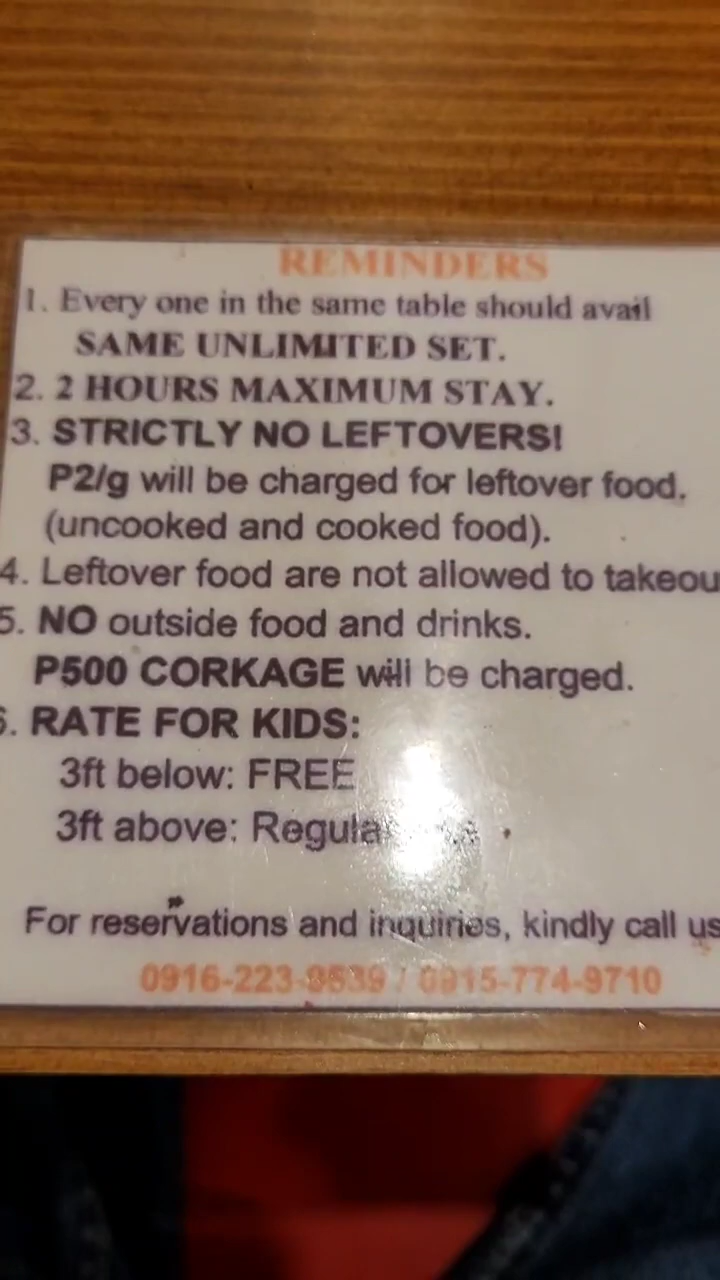 REMINDERS
1. Every one in the same table should avail
SAME UNLIMITED SET.
2. 2 HOURS MAXIMUM STAY.
3. STRICTLY NO LEFTOVERS!
P2/g will be charged for leftover food.
(uncooked and cooked food).
4. Leftover food are not allowed to takeou
5. NO outside food and drinks.
P500 CORKAGE will be charged.
6. RATE FOR KIDS:
3ft below: FREE
3ft above:
For reservations and inquiries, kindly call us
/ 0915-774-9710